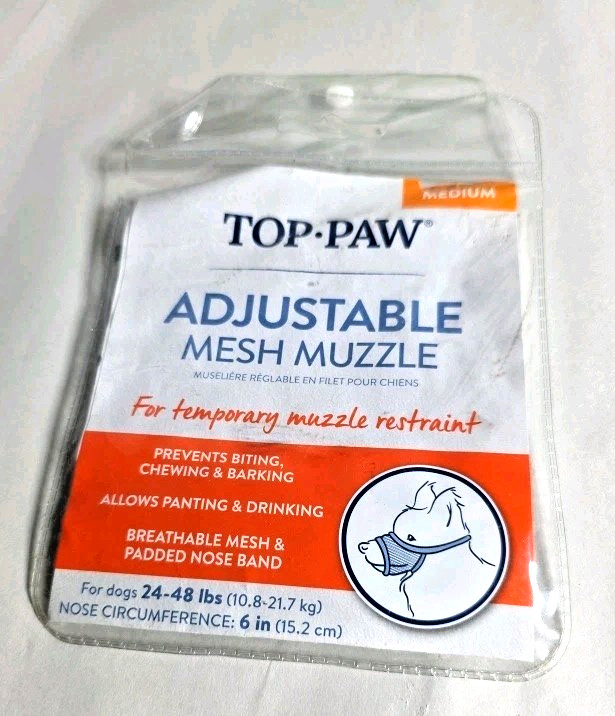 MEDIUM
TOP·PAW®
ADJUSTABLE
MESH MUZZLE
MUSELIÈRE RÉGLABLE EN FILET POUR CHIENS
For temporary muzzle restraint
PREVENTS BITING,
CHEWING & BARKING
ALLOWS PANTING & DRINKING
BREATHABLE MESH &
PADDED NOSE BAND
For dogs 24-48 lbs (10.8-21.7 kg)
NOSE CIRCUMFERENCE: 6 in (15.2 cm)